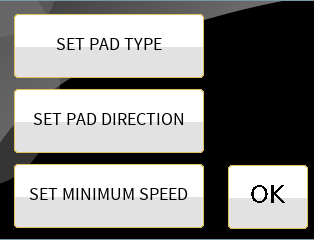 SET PAD TYPE
SET PAD DIRECTION
SET MINIMUM SPEED
OK